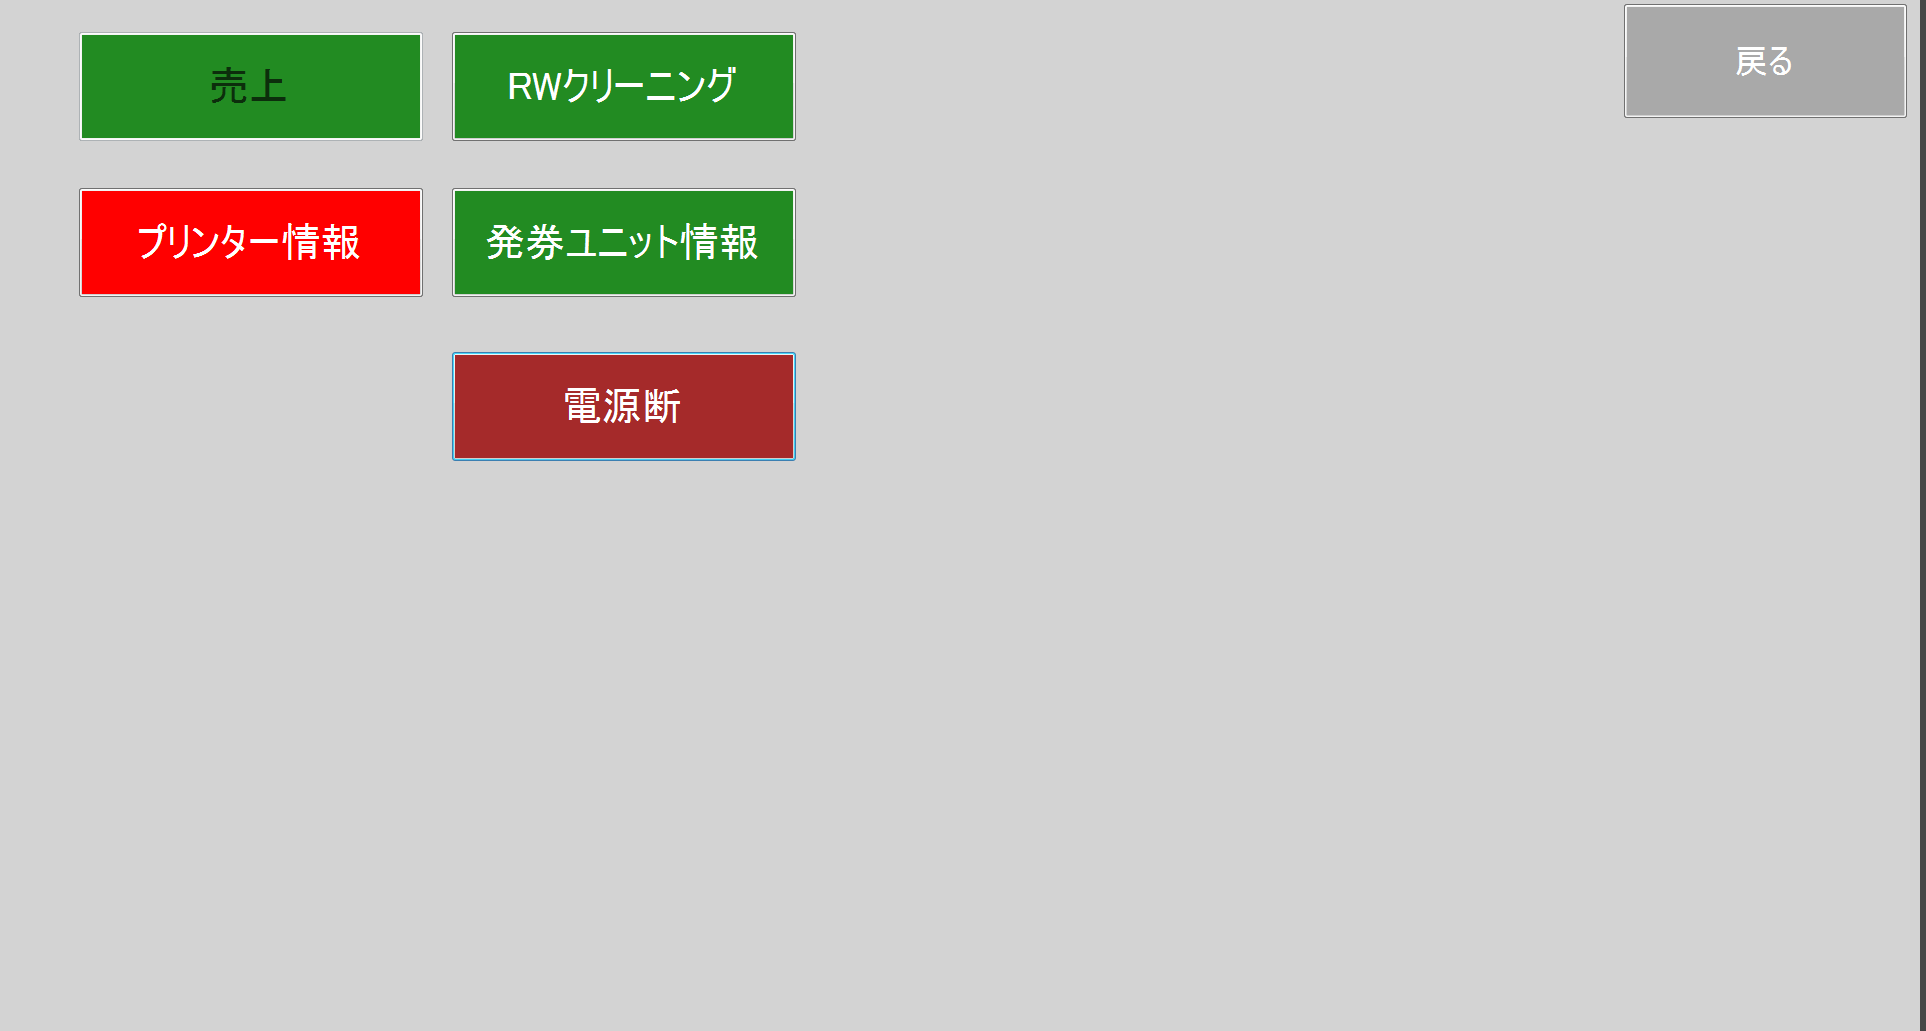 売上
RWクリーニング
戻る
プリンター情報
発券ユニット情報
電源断